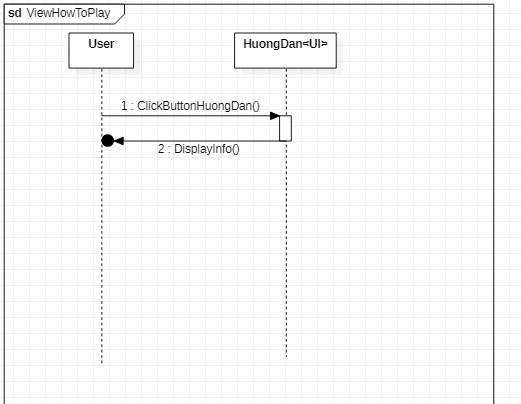 sd ViewHowToPlay
User
HuongDan<UI>
1 : ClickButtonHuongDan()
2 : DisplayInfo()